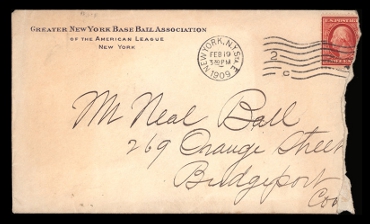 GREATER NEW YORK BASE BALL ASSOCIATION
OF THE AMERICAN LEAGUE
NEW YORK
NEW YORK, N.Y.
FEB 19
1909
2
C
Mr Neal Ball
269 Orange Street
Bridgeport
Con